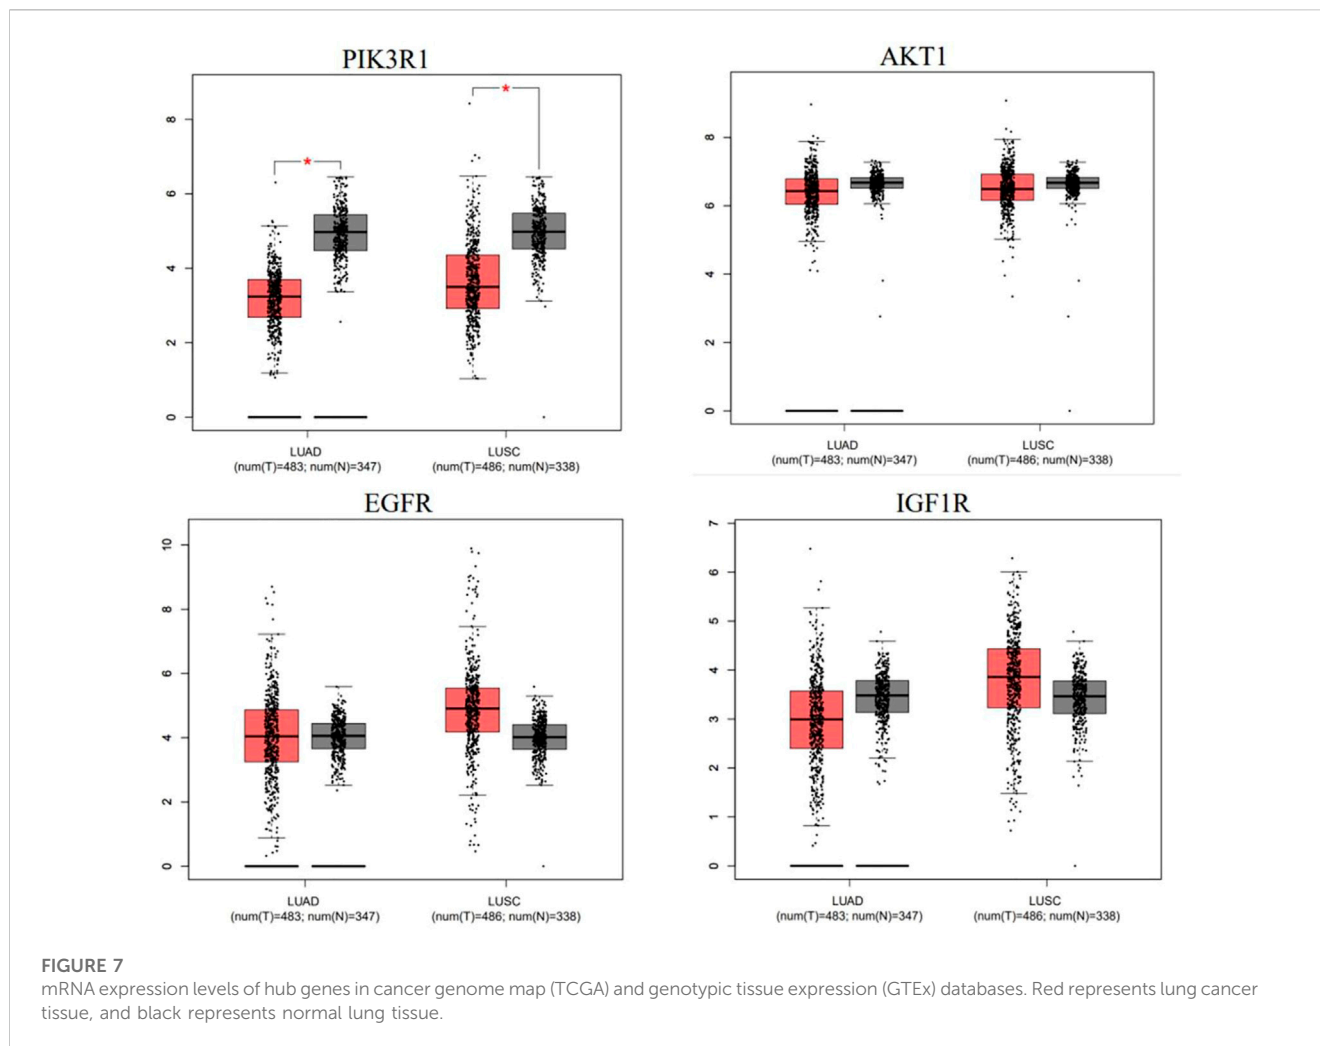 PIK3R1
8
6
4
2
0
*
*
LUAD
(num(T)=483; num(N)=347)
LUSC
(num(T)=486; num(N)=338)
AKT1
8
6
4
2
0
LUAD
(num(T)=483; num(N)=347)
LUSC
(num(T)=486; num(N)=338)
EGFR
10
8
6
4
2
0
LUAD
(num(T)=483; num(N)=347)
LUSC
(num(T)=486; num(N)=338)
IGF1R
7
6
5
4
3
2
1
0
LUAD
(num(T)=483; num(N)=347)
LUSC
(num(T)=486; num(N)=338)
FIGURE 7
mRNA expression levels of hub genes in cancer genome map (TCGA) and genotypic tissue expression (GTEx) databases. Red represents lung cancer
tissue, and black represents normal lung tissue.